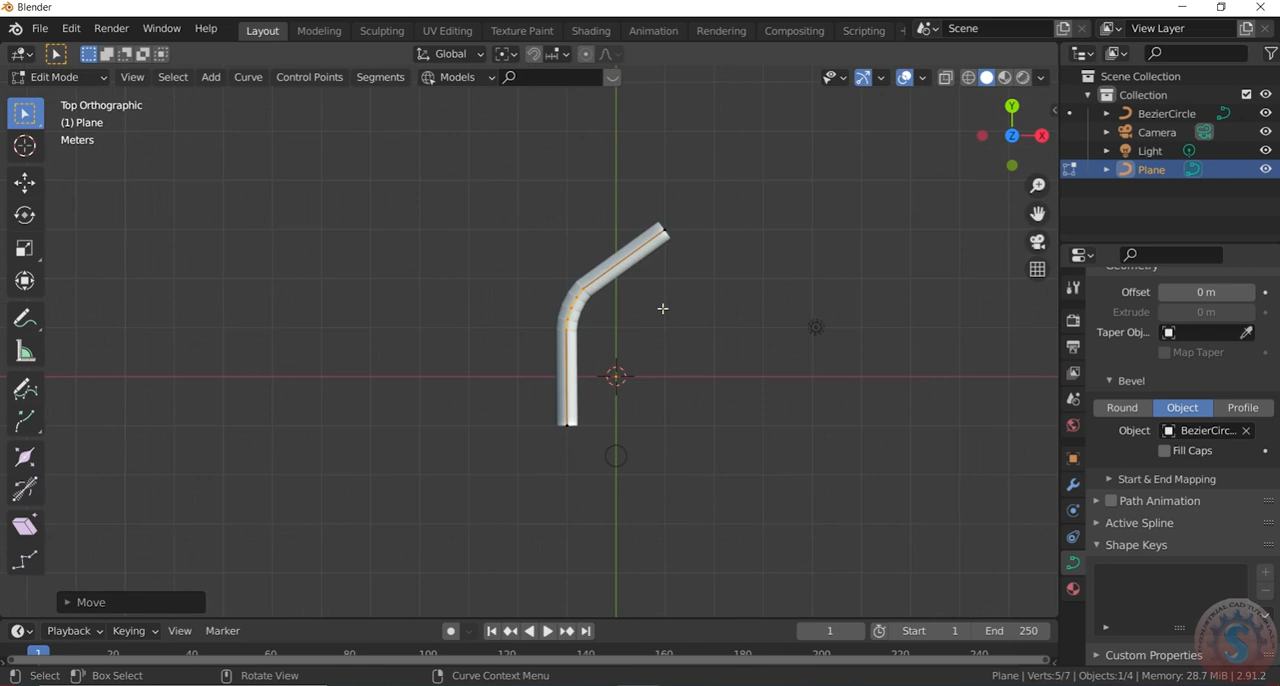 Blender
File Edit Render Window Help Layout Modeling Sculpting UV Editing Texture Paint Shading Animation Compositing Scripting Scene View Layer
Global
Edit Mode View Select Add Curve Control Points Segments Models
Top Orthographic
(1) Plane
Meters
Y
Z X
Scene Collection
Collection
BezierCircle
Camera
Light
Plane
Offset 0 m
Extrude 0 m
Taper Obj...
Map Taper
Bevel
Round Object Profile
Object BezierCirc...
Fill Caps
Start & End Mapping
Path Animation
Active Spline
Shape Keys
Custom Properties
Move
Playback Keying View Marker 1 Start 1 End 250
1 20 40 60 80 100 120 140 160 180 200 220 240
Select Box Select Rotate View Curve Context Menu Plane | Verts:5/7 | Objects:1/4 | Memory: 28.7 MiB | 2.91.2